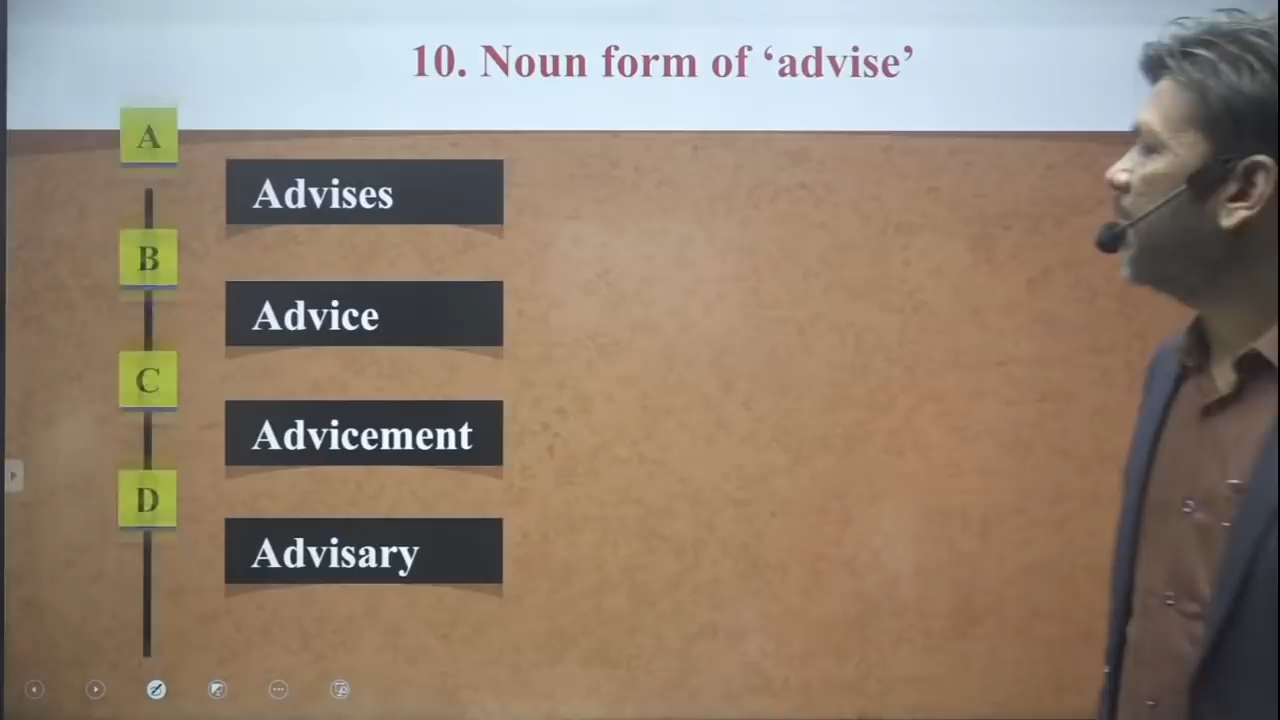 10. Noun form of ‘advise’
A
Advises
B
Advice
C
Advicement
D
Advisary